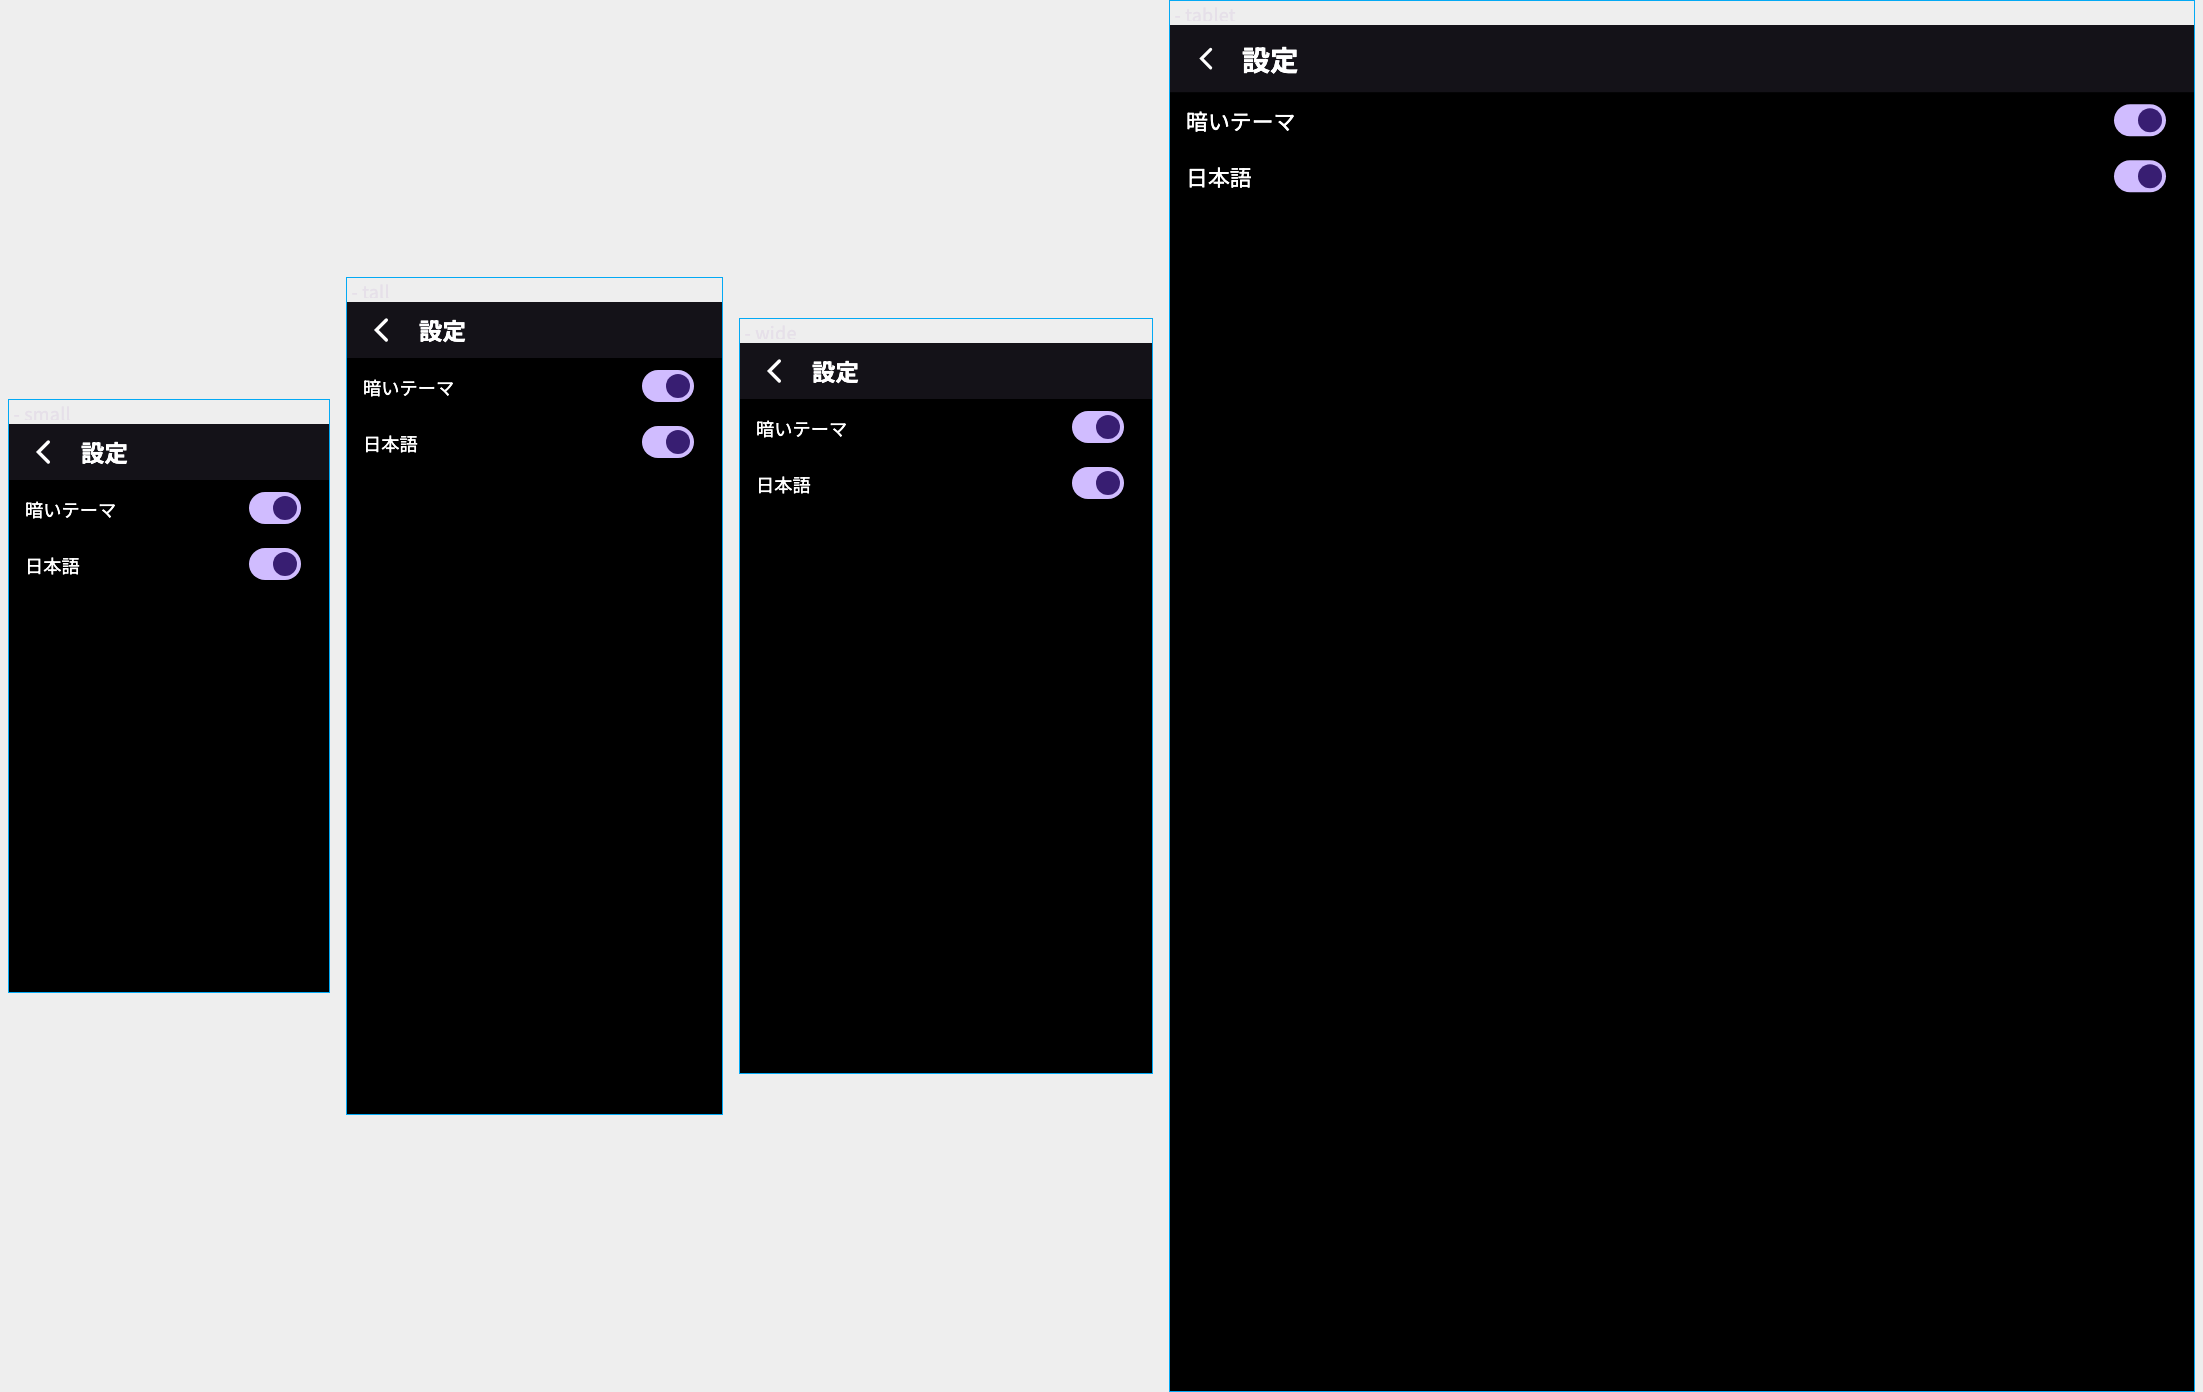 - small
設定
暗いテーマ
日本語
- tall
設定
暗いテーマ
日本語
- wide
設定
暗いテーマ
日本語
- tablet
設定
暗いテーマ
日本語